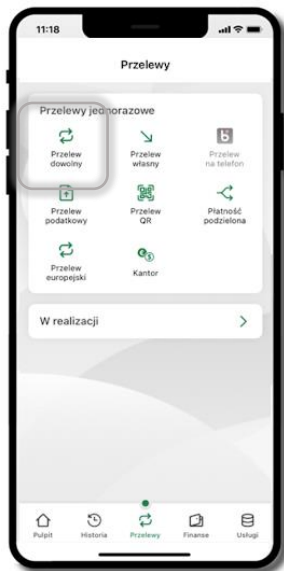 11:18
Przelewy
Przelewy jednorazowe
Przelew
dowolny
Przelew
własny
Przelew
na telefon
Przelew
podatkowy
Przelew
QR
Płatność
podzielona
Przelew
europejski
Kantor
W realizacji
Pulpit
Historia
Przelewy
Finanse
Usługi